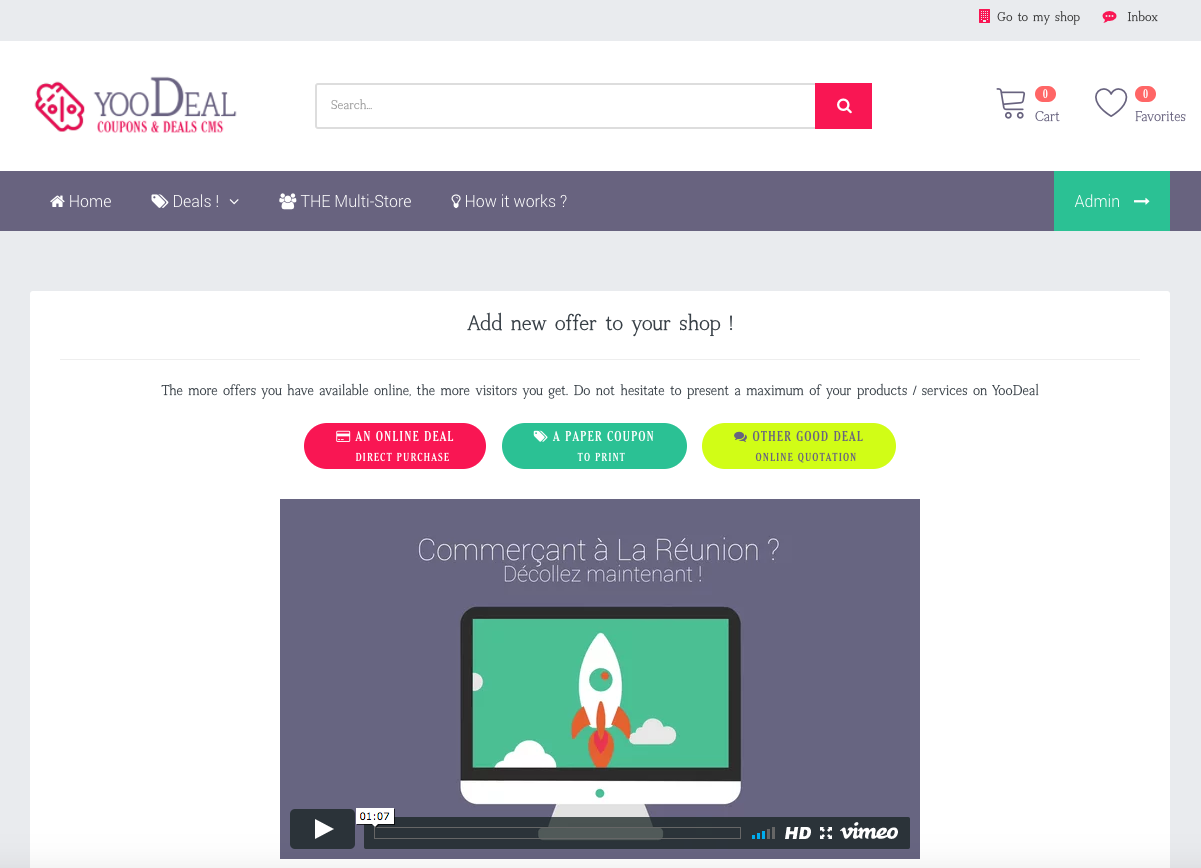 Go to my shop Inbox
YOODEAL
COUPONS & DEALS CMS
Search...
0
Cart
0
Favorites
Home Deals ! THE Multi-Store How it works ? Admin
Add new offer to your shop !
The more offers you have available online, the more visitors you get. Do not hesitate to present a maximum of your products / services on YooDeal
AN ONLINE DEAL
DIRECT PURCHASE
A PAPER COUPON
TO PRINT
OTHER GOOD DEAL
ONLINE QUOTATION
Commerçant à La Réunion ?
Décollez maintenant !
01:07
HD vimeo